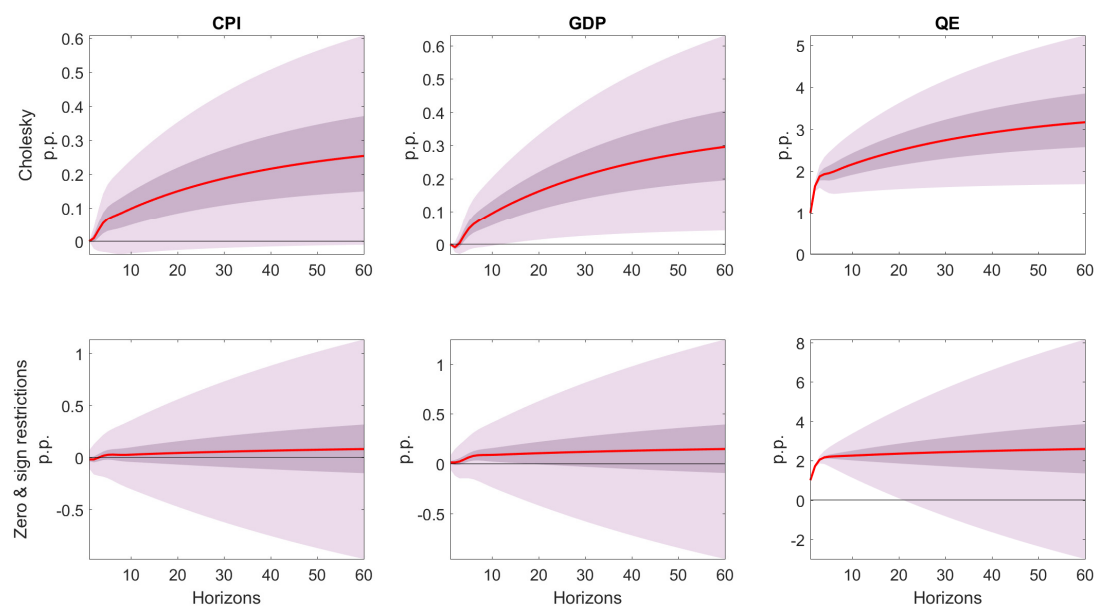 CPI GDP QE
Cholesky
p.p. p.p. p.p.
0.6 0.6 5
0.5 0.5 4
0.4 0.4 3
0.3 0.3 2
0.2 0.2 1
0.1 0.1
0 0 0
10 20 30 40 50 60 10 20 30 40 50 60 10 20 30 40 50 60
Zero & sign restrictions
p.p. p.p. p.p.
1 1 8
0.5 0.5 6
0 0 4
-0.5 -0.5 2
0
-2
10 20 30 40 50 60 10 20 30 40 50 60 10 20 30 40 50 60
Horizons Horizons Horizons